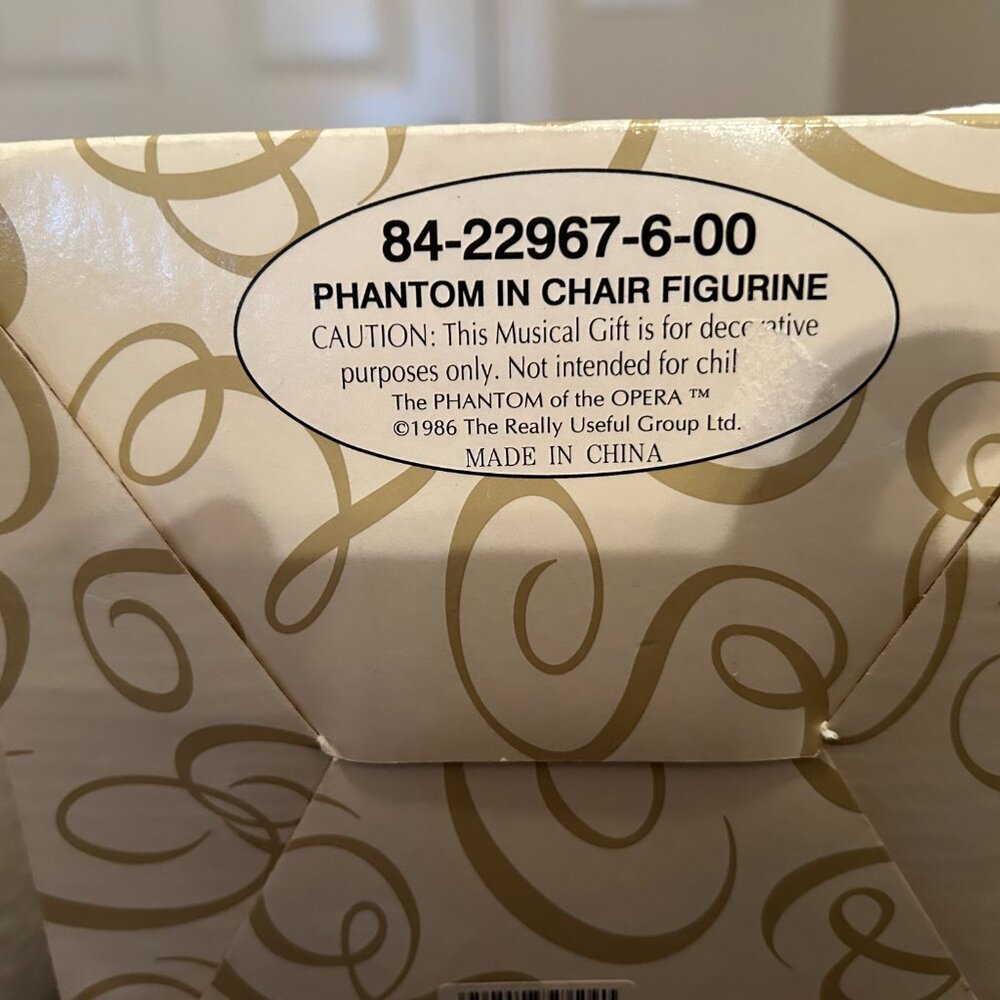 84-22967-6-00
PHANTOM IN CHAIR FIGURINE
CAUTION: This Musical Gift is for decorative
purposes only. Not intended for chil
The PHANTOM of the OPERA ™
©1986 The Really Useful Group Ltd.
MADE IN CHINA